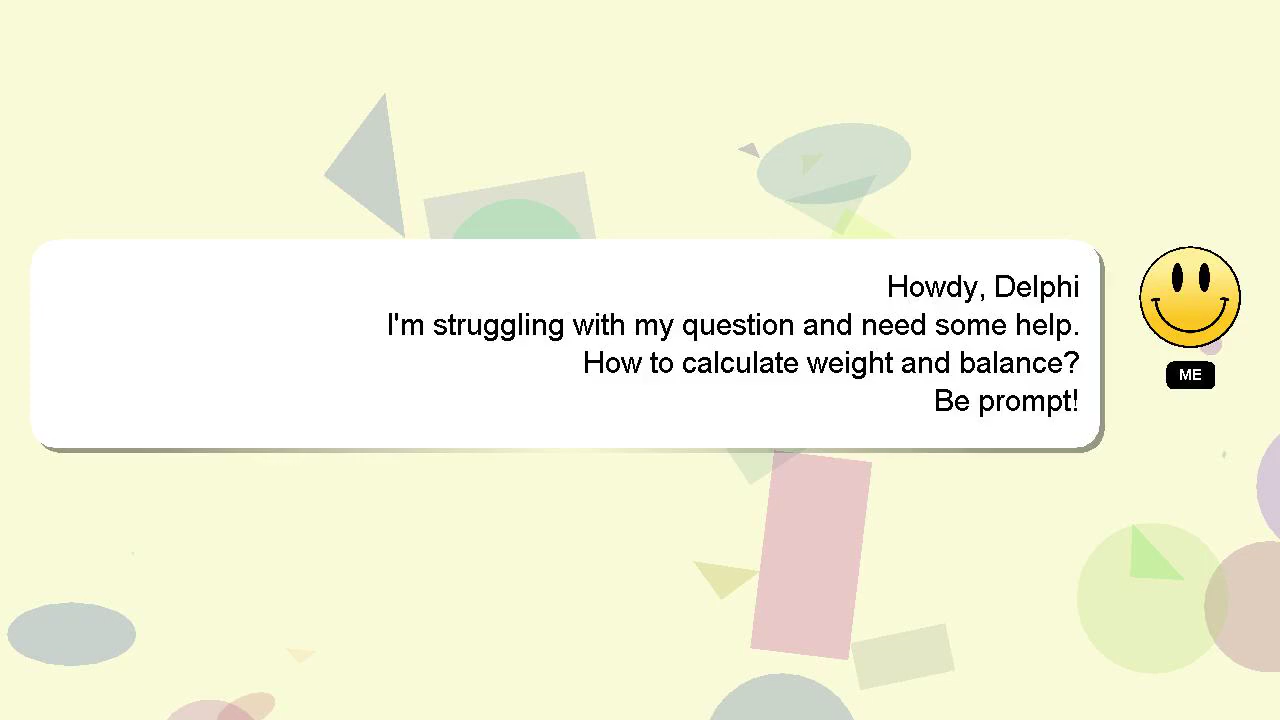 Howdy, Delphi
I'm struggling with my question and need some help.
How to calculate weight and balance?
Be prompt!
ME